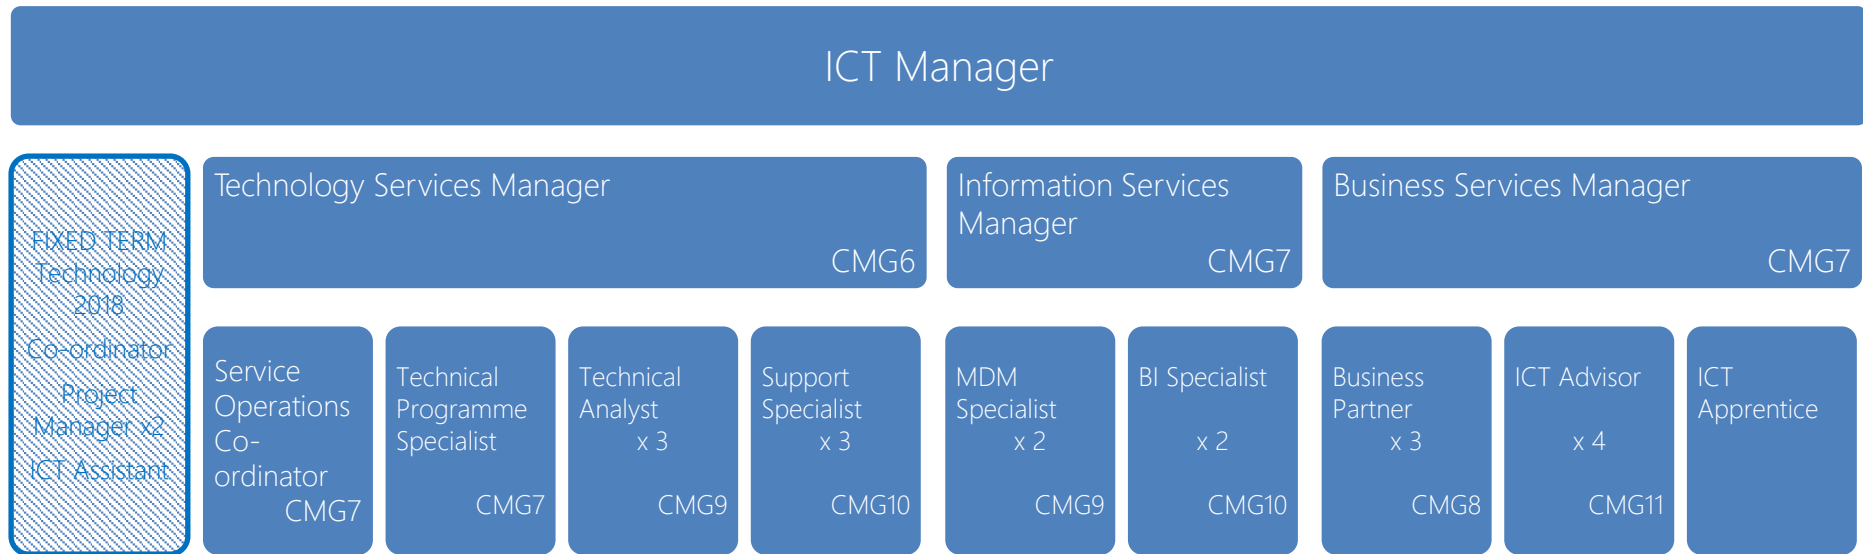 ICT Manager
FIXED TERM
Technology
2018
Co-ordinator
Project
Manager x2
ICT Assistant
Technology Services Manager
CMG6
Information Services
Manager
CMG7
Business Services Manager
CMG7
Service
Operations
Co-
ordinator
CMG7
Technical
Programme
Specialist
CMG7
Technical
Analyst
x 3
CMG9
Support
Specialist
x 3
CMG10
MDM
Specialist
x 2
CMG9
BI Specialist
x 2
CMG10
Business
Partner
x 3
CMG8
ICT Advisor
x 4
CMG11
ICT
Apprentice